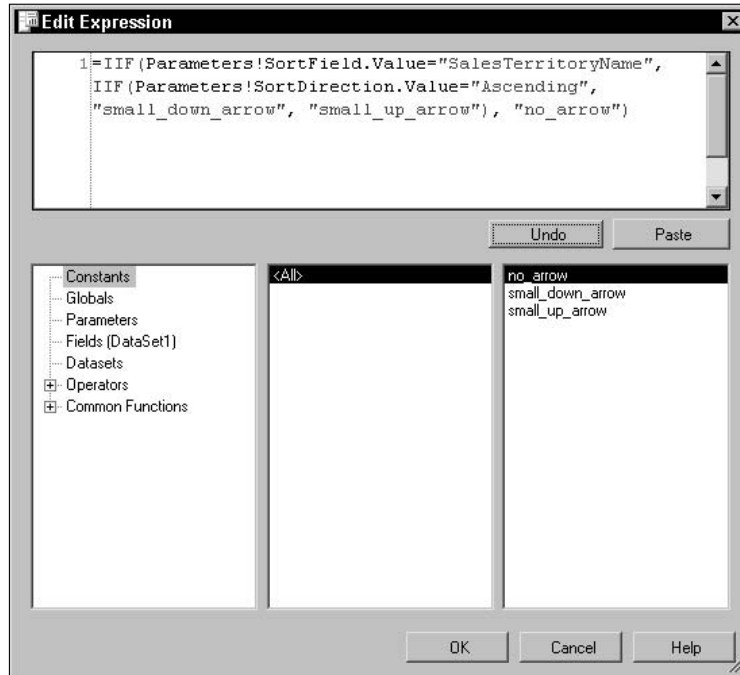 Edit Expression
1=IIF(Parameters!SortField.Value="SalesTerritoryName",
IIF(Parameters!SortDirection.Value="Ascending",
"small_down_arrow", "small_up_arrow"), "no_arrow")
Undo
Paste
Constants
Globals
Parameters
Fields (DataSet1)
Datasets
Operators
Common Functions
<All>
no_arrow
small_down_arrow
small_up_arrow
OK
Cancel
Help